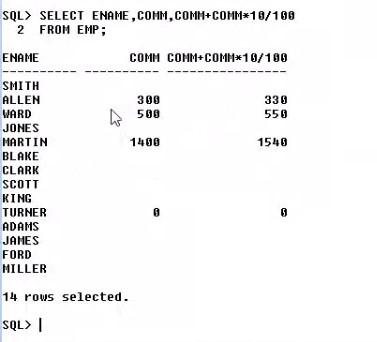 SQL> SELECT ENAME,COMM,COMM+COMM*10/100
2 FROM EMP;
ENAME COMM COMM+COMM*10/100
---------- ---------- ----------------
SMITH
ALLEN 300 330
WARD 500 550
JONES
MARTIN 1400 1540
BLAKE
CLARK
SCOTT
KING
TURNER 0 0
ADAMS
JAMES
FORD
MILLER
14 rows selected.
SQL>